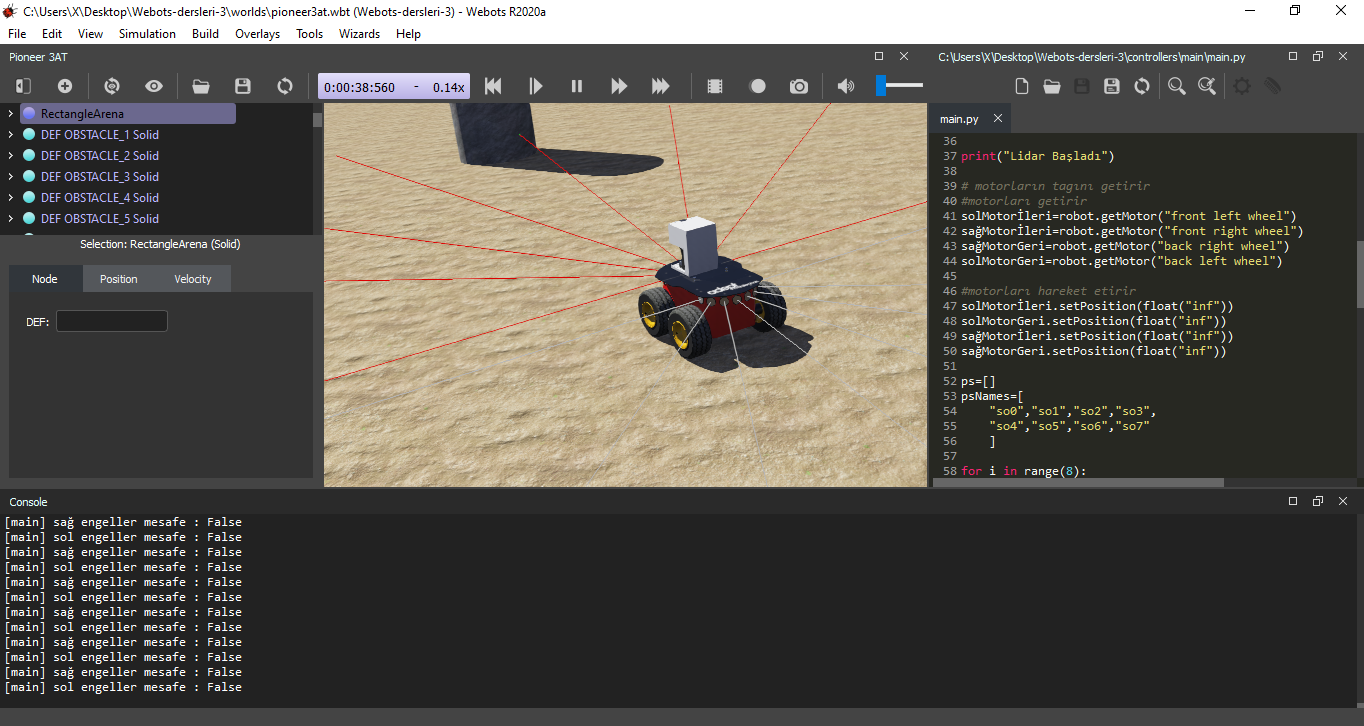 C:\Users\X\Desktop\Webots-dersleri-3\worlds\pioneer3at.wbt (Webots-dersleri-3) - Webots R2020a
File Edit View Simulation Build Overlays Tools Wizards Help
Pioneer 3AT
0:00:38:560 - 0.14x
RectangleArena
DEF OBSTACLE_1 Solid
DEF OBSTACLE_2 Solid
DEF OBSTACLE_3 Solid
DEF OBSTACLE_4 Solid
DEF OBSTACLE_5 Solid
Selection: RectangleArena (Solid)
Node Position Velocity
DEF:
C:\Users\X\Desktop\Webots-dersleri-3\controllers\main\main.py
main.py
36
37 print("Lidar Başladı")
38
39 # motorların tagını getirir
40 #motorları getirir
41 solMotorİleri=robot.getMotor("front left wheel")
42 sağMotorİleri=robot.getMotor("front right wheel")
43 sağMotorGeri=robot.getMotor("back right wheel")
44 solMotorGeri=robot.getMotor("back left wheel")
45
46 #motorları hareket etirir
47 solMotorİleri.setPosition(float("inf"))
48 solMotorGeri.setPosition(float("inf"))
49 sağMotorİleri.setPosition(float("inf"))
50 sağMotorGeri.setPosition(float("inf"))
51
52 ps=[]
53 psNames=[
54 "so0","so1","so2","so3",
55 "so4","so5","so6","so7"
56 ]
57
58 for i in range(8):
Console
[main] sağ engeller mesafe : False
[main] sol engeller mesafe : False
[main] sağ engeller mesafe : False
[main] sol engeller mesafe : False
[main] sağ engeller mesafe : False
[main] sol engeller mesafe : False
[main] sağ engeller mesafe : False
[main] sol engeller mesafe : False
[main] sağ engeller mesafe : False
[main] sol engeller mesafe : False
[main] sağ engeller mesafe : False
[main] sol engeller mesafe : False